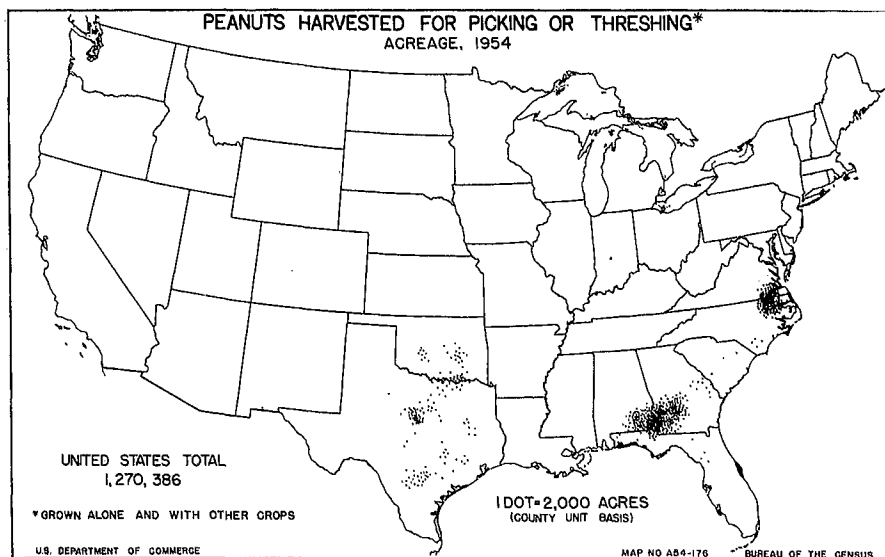 PEANUTS HARVESTED FOR PICKING OR THRESHING*
ACREAGE, 1954
UNITED STATES TOTAL
1,270,386
*GROWN ALONE AND WITH OTHER CROPS
1 DOT=2,000 ACRES
(COUNTY UNIT BASIS)
U.S. DEPARTMENT OF COMMERCE
MAP NO A54-176
BUREAU OF THE CENSUS